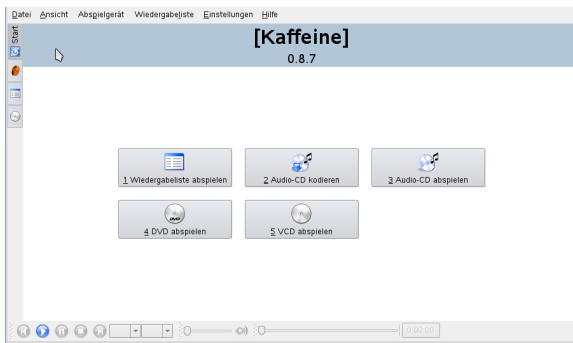 Datei Ansicht Abspielgerät Wiedergabeliste Einstellungen Hilfe
Start
[Kaffeine]
0.8.7
1 Wiedergabeliste abspielen
2 Audio-CD kodieren
3 Audio-CD abspielen
DVD
4 DVD abspielen
5 VCD abspielen
0:00:00